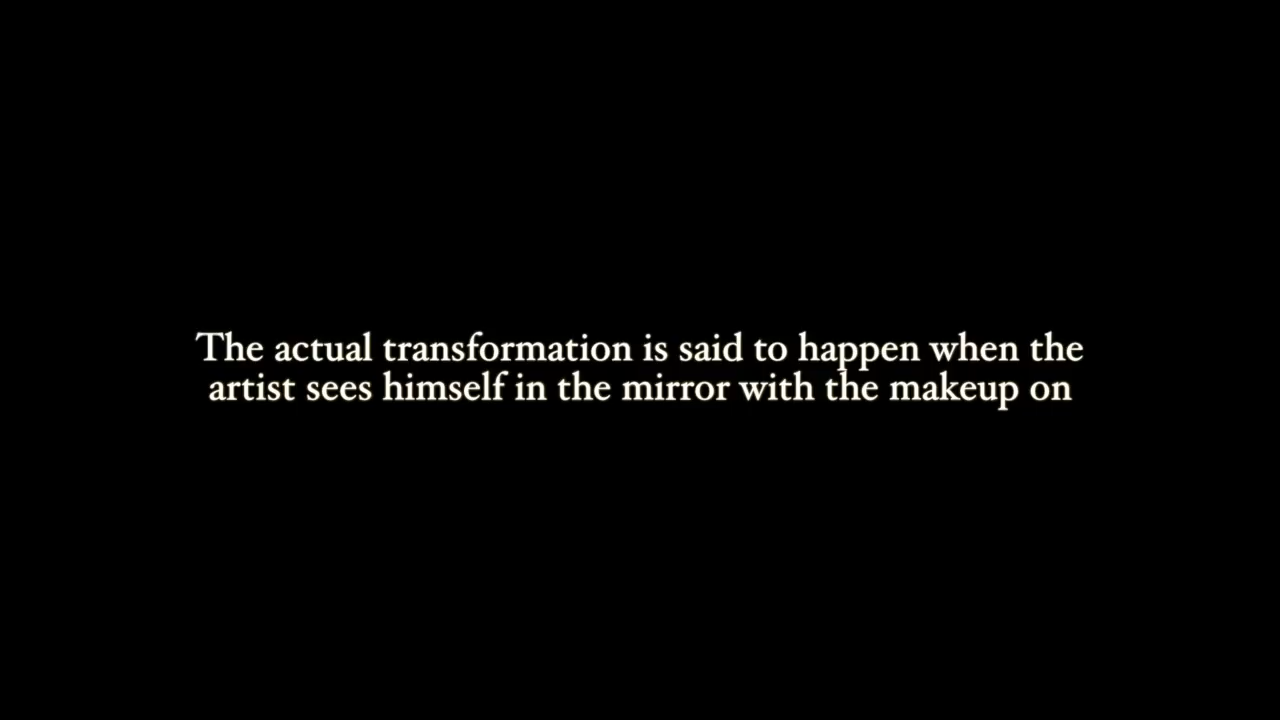 The actual transformation is said to happen when the
artist sees himself in the mirror with the makeup on